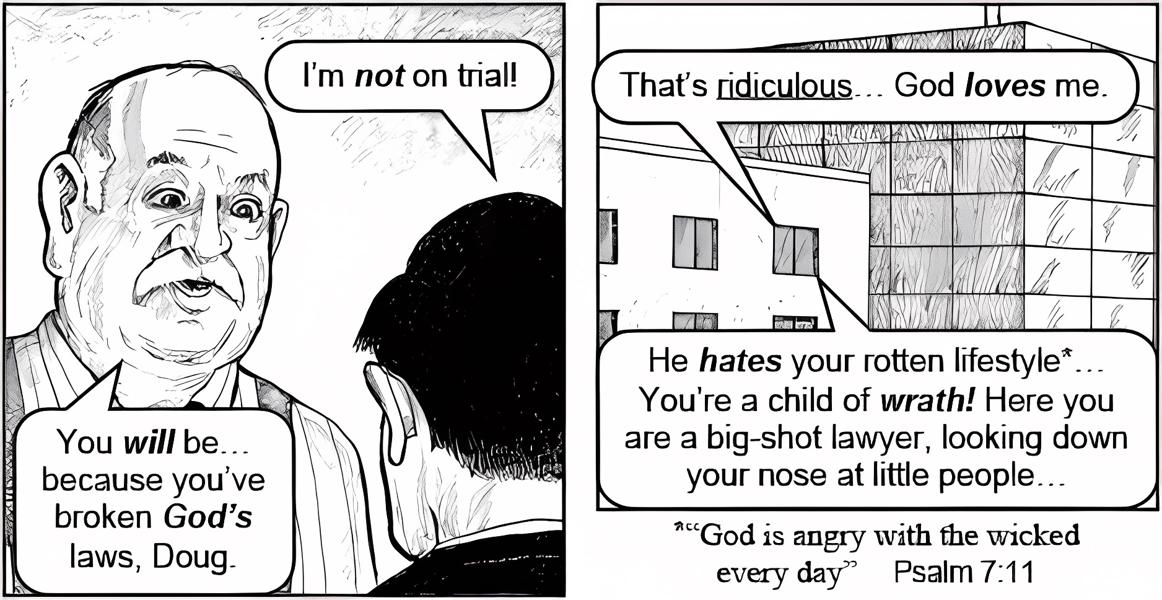 I'm not on trial!
You will be...
because you've
broken God's
laws, Doug.
That's ridiculous... God loves me.
He hates your rotten lifestyle*...
You're a child of wrath! Here you
are a big-shot lawyer, looking down
your nose at little people...
*“God is angry with the wicked
every day” Psalm 7:11